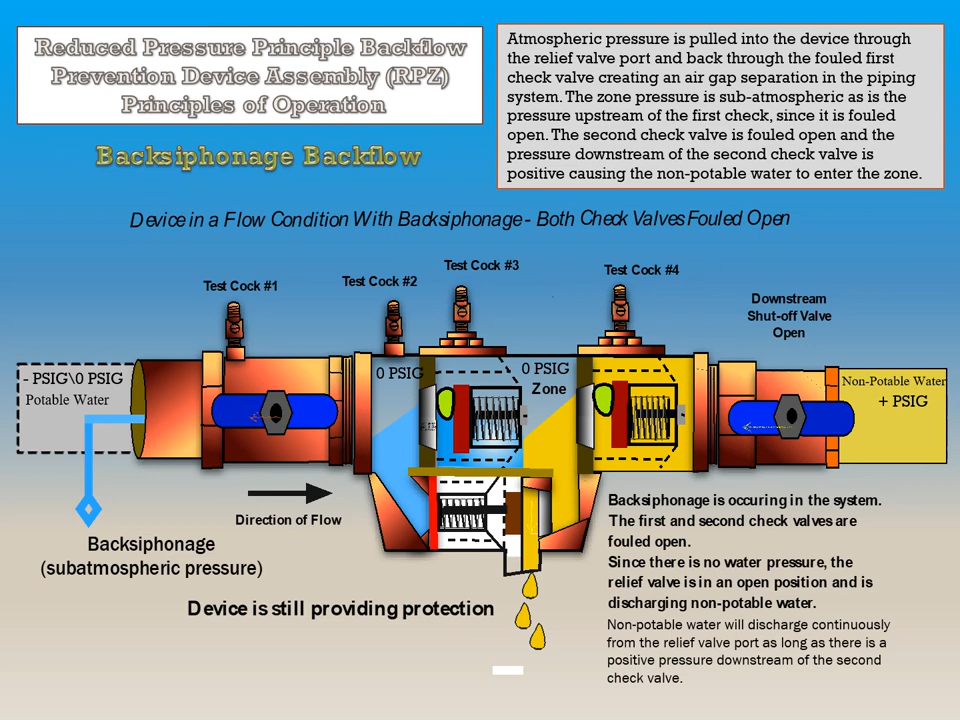 Reduced Pressure Principle Backflow
Prevention Device Assembly (RPZ)
Principles of Operation
Backsiphonage Backflow
Atmospheric pressure is pulled into the device through
the relief valve port and back through the fouled first
check valve creating an air gap separation in the piping
system. The zone pressure is sub-atmospheric as is the
pressure upstream of the first check, since it is fouled
open. The second check valve is fouled open and the
pressure downstream of the second check valve is
positive causing the non-potable water to enter the zone.
Device in a Flow Condition With Backsiphonage - Both Check Valves Fouled Open
Test Cock #1
Test Cock #2
Test Cock #3
Test Cock #4
Downstream
Shut-off Valve
Open
- PSIG\0 PSIG
Potable Water
0 PSIG
0 PSIG
Zone
Non-Potable Water
+ PSIG
Direction of Flow
Backsiphonage
(subatmospheric pressure)
Device is still providing protection
Backsiphonage is occuring in the system.
The first and second check valves are
fouled open.
Since there is no water pressure, the
relief valve is in an open position and is
discharging non-potable water.
Non-potable water will discharge continuously
from the relief valve port as long as there is a
positive pressure downstream of the second
check valve.